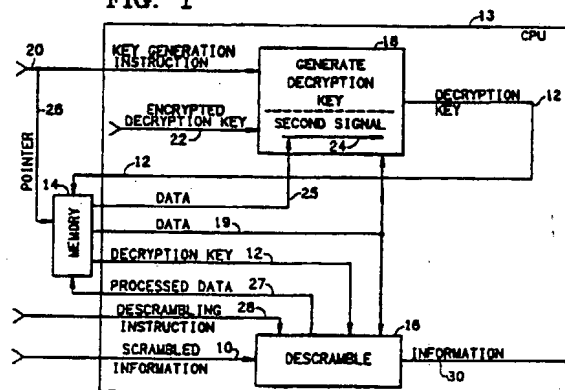 FIG. 1
13
CPU
20
KEY GENERATION
INSTRUCTION
18
GENERATE
DECRYPTION
KEY
DECRYPTION
KEY
12
26
ENCRYPTED
DECRYPTION KEY
22
SECOND SIGNAL
24
12
POINTER
14
25
DATA
MEMORY
DATA
19
DECRYPTION KEY
12
PROCESSED DATA
27
DESCRAMBLING
INSTRUCTION
28
16
SCRAMBLED
INFORMATION
10
DESCRAMBLE
INFORMATION
30